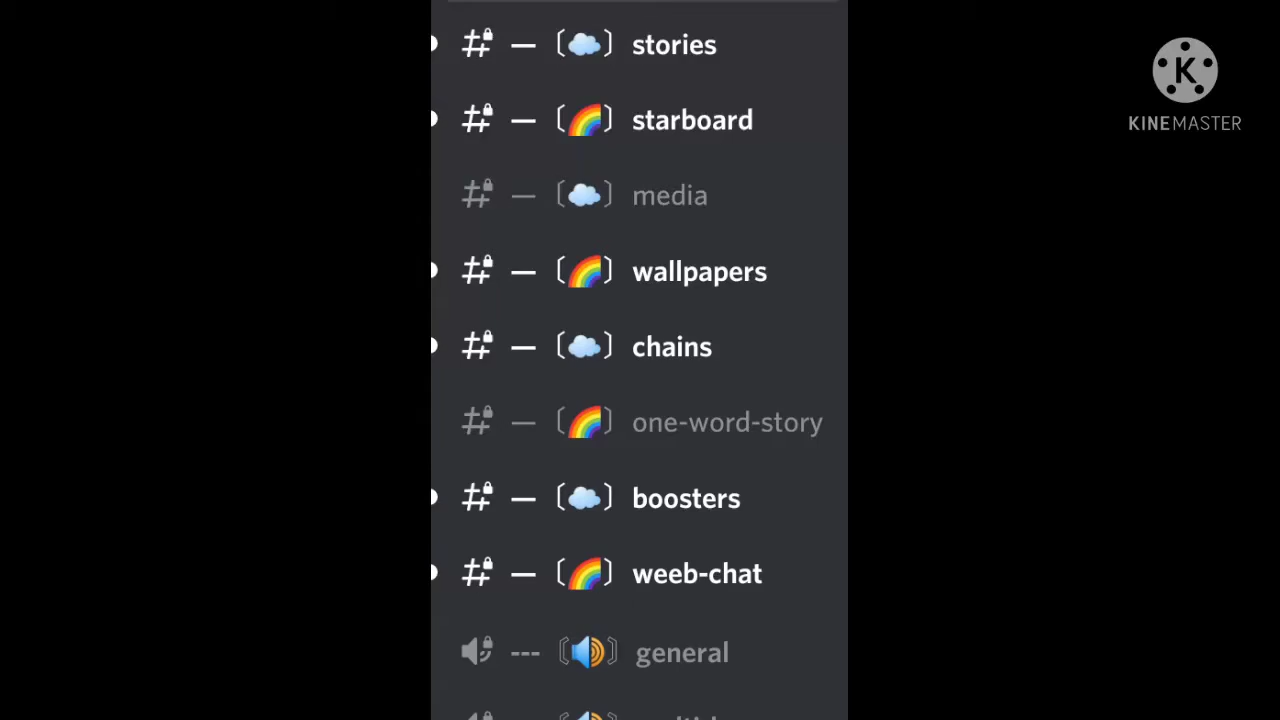 # — 〔☁️〕 stories
# — 〔🌈〕 starboard
# — 〔☁️〕 media
# — 〔🌈〕 wallpapers
# — 〔☁️〕 chains
# — 〔🌈〕 one-word-story
# — 〔☁️〕 boosters
# — 〔🌈〕 weeb-chat
--- 〔🔊〕 general
K
KINEMASTER